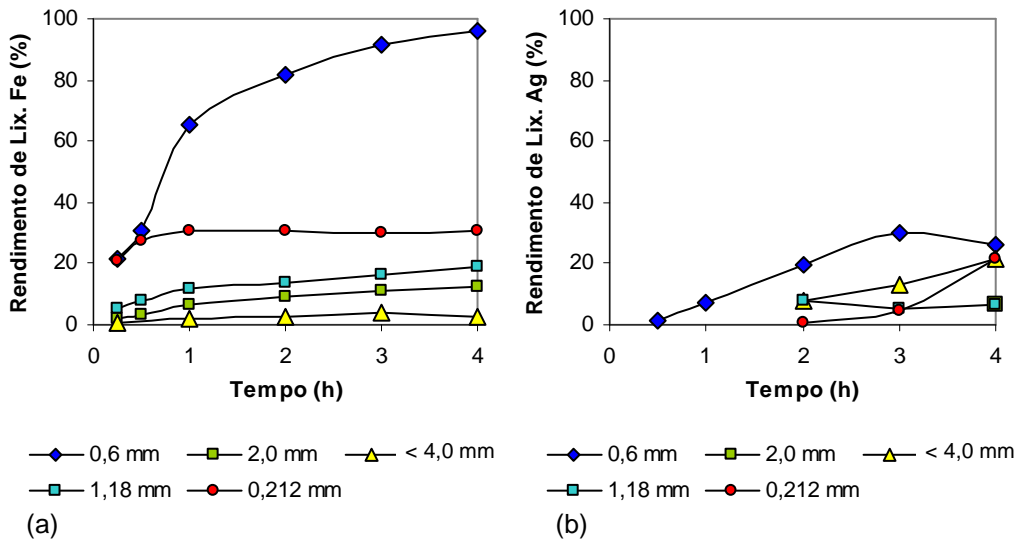 Rendimento de Lix. Fe (%)
100
80
60
40
20
0
0 1 2 3 4
Tempo (h)
0,6 mm 2,0 mm < 4,0 mm
1,18 mm 0,212 mm
(a)
Rendimento de Lix. Ag (%)
100
80
60
40
20
0
0 1 2 3 4
Tempo (h)
0,6 mm 2,0 mm < 4,0 mm
1,18 mm 0,212 mm
(b)